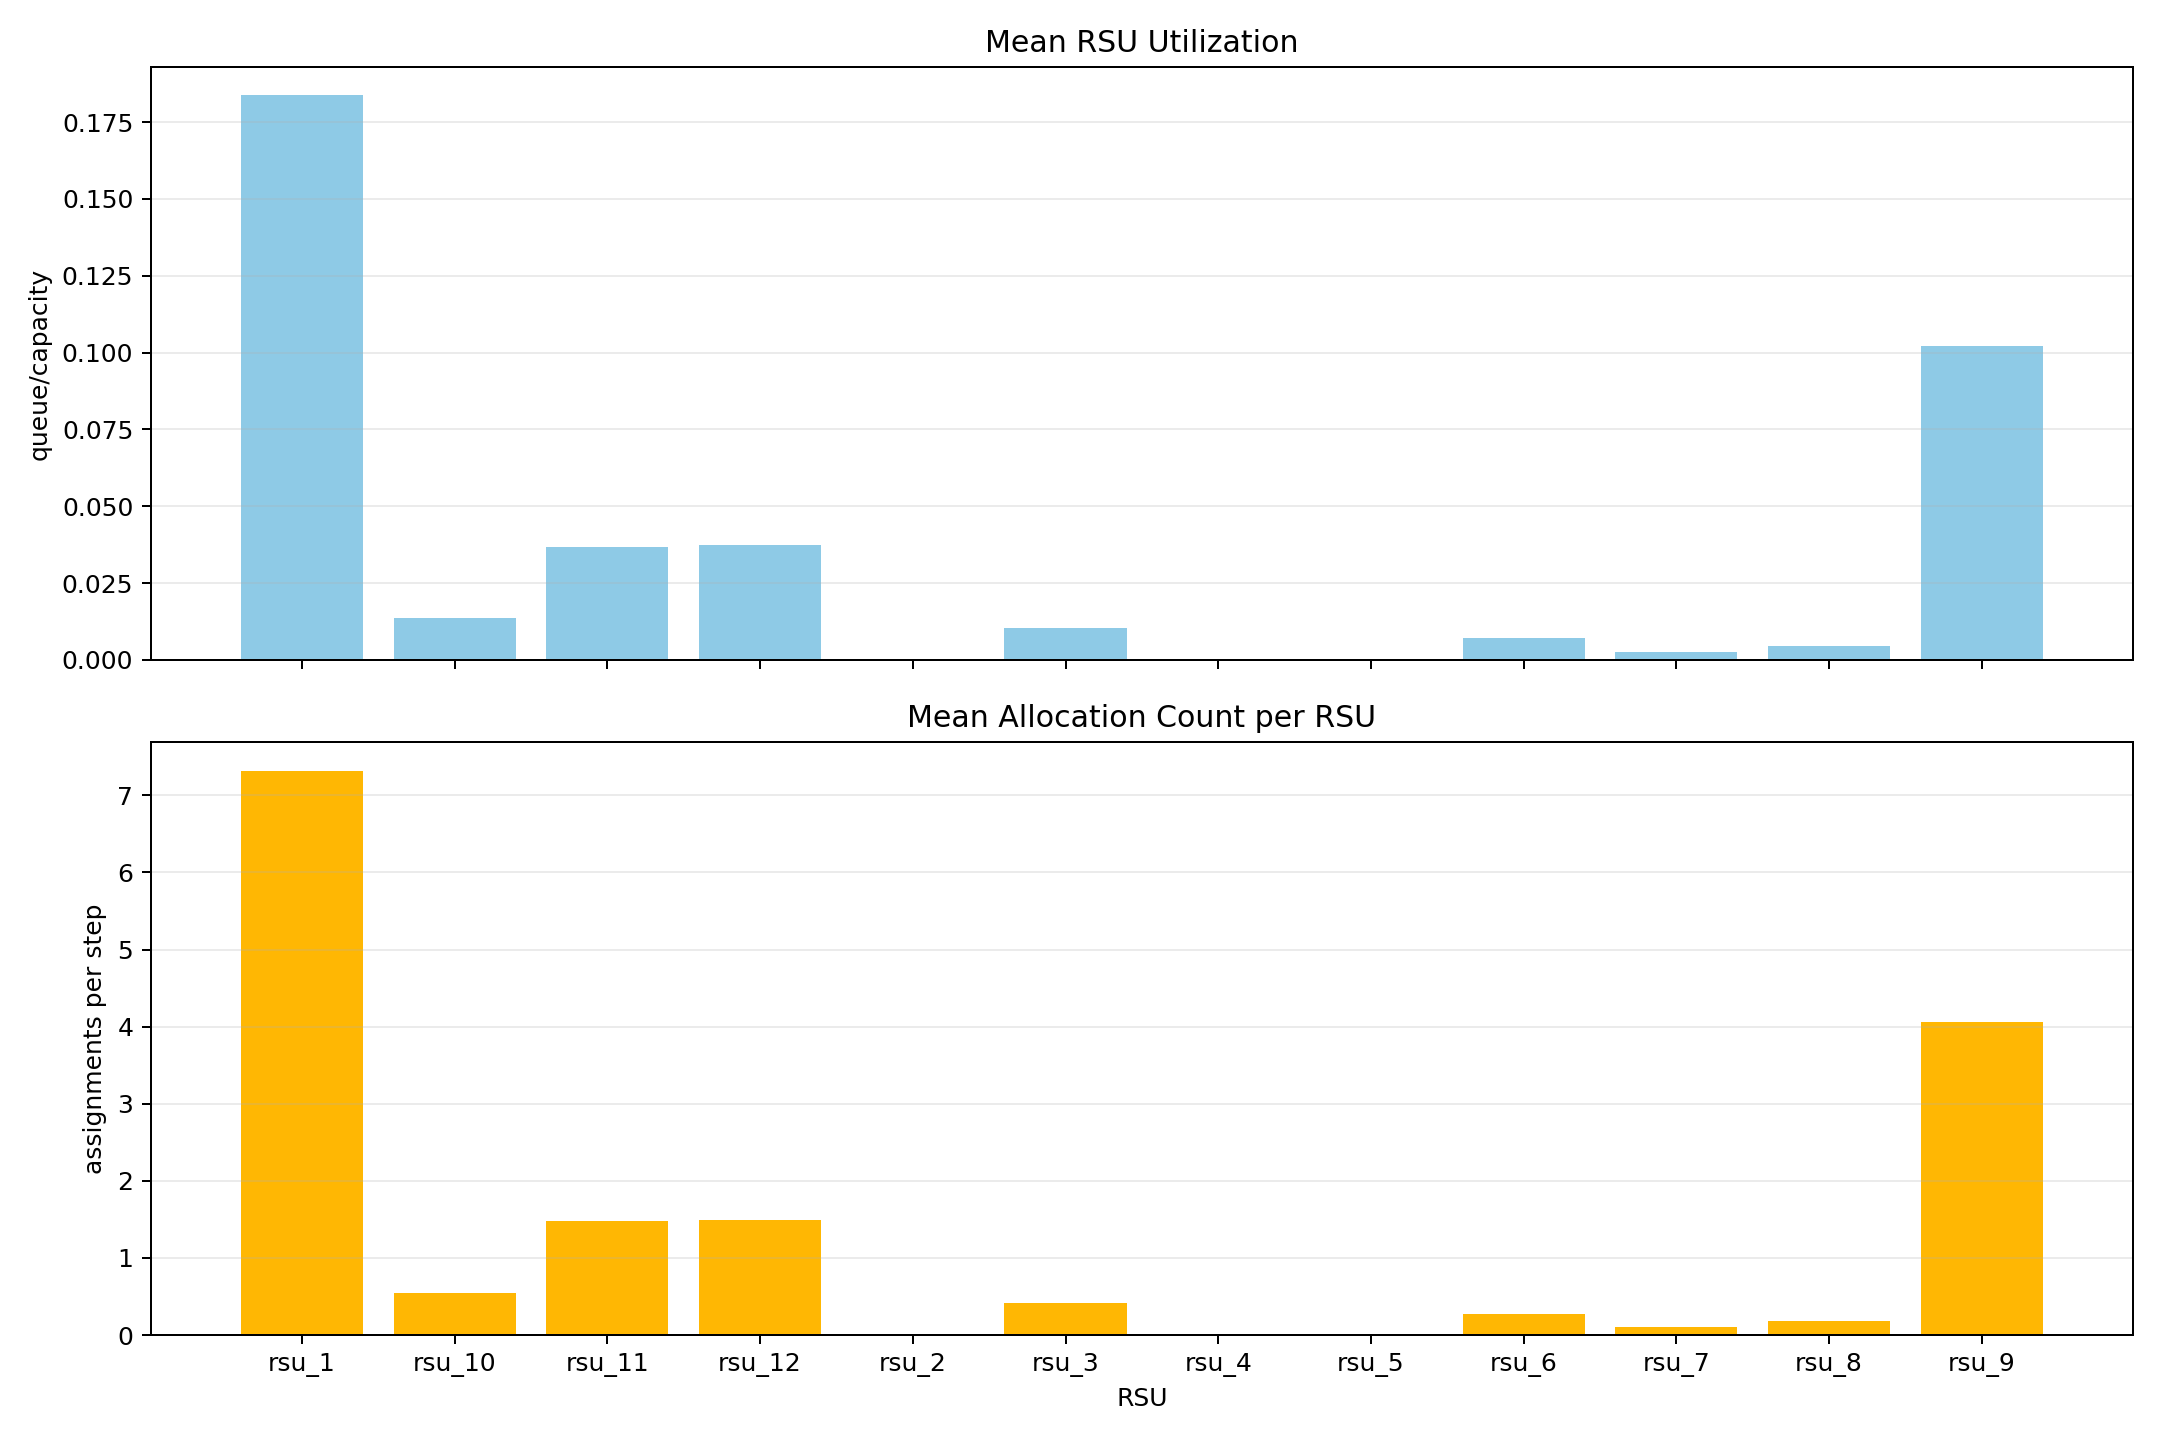 Mean RSU Utilization
0.175
0.150
0.125
0.100
0.075
0.050
0.025
0.000
queue/capacity
Mean Allocation Count per RSU
7
6
5
4
3
2
1
0
assignments per step
rsu_1 rsu_10 rsu_11 rsu_12 rsu_2 rsu_3 rsu_4 rsu_5 rsu_6 rsu_7 rsu_8 rsu_9
RSU